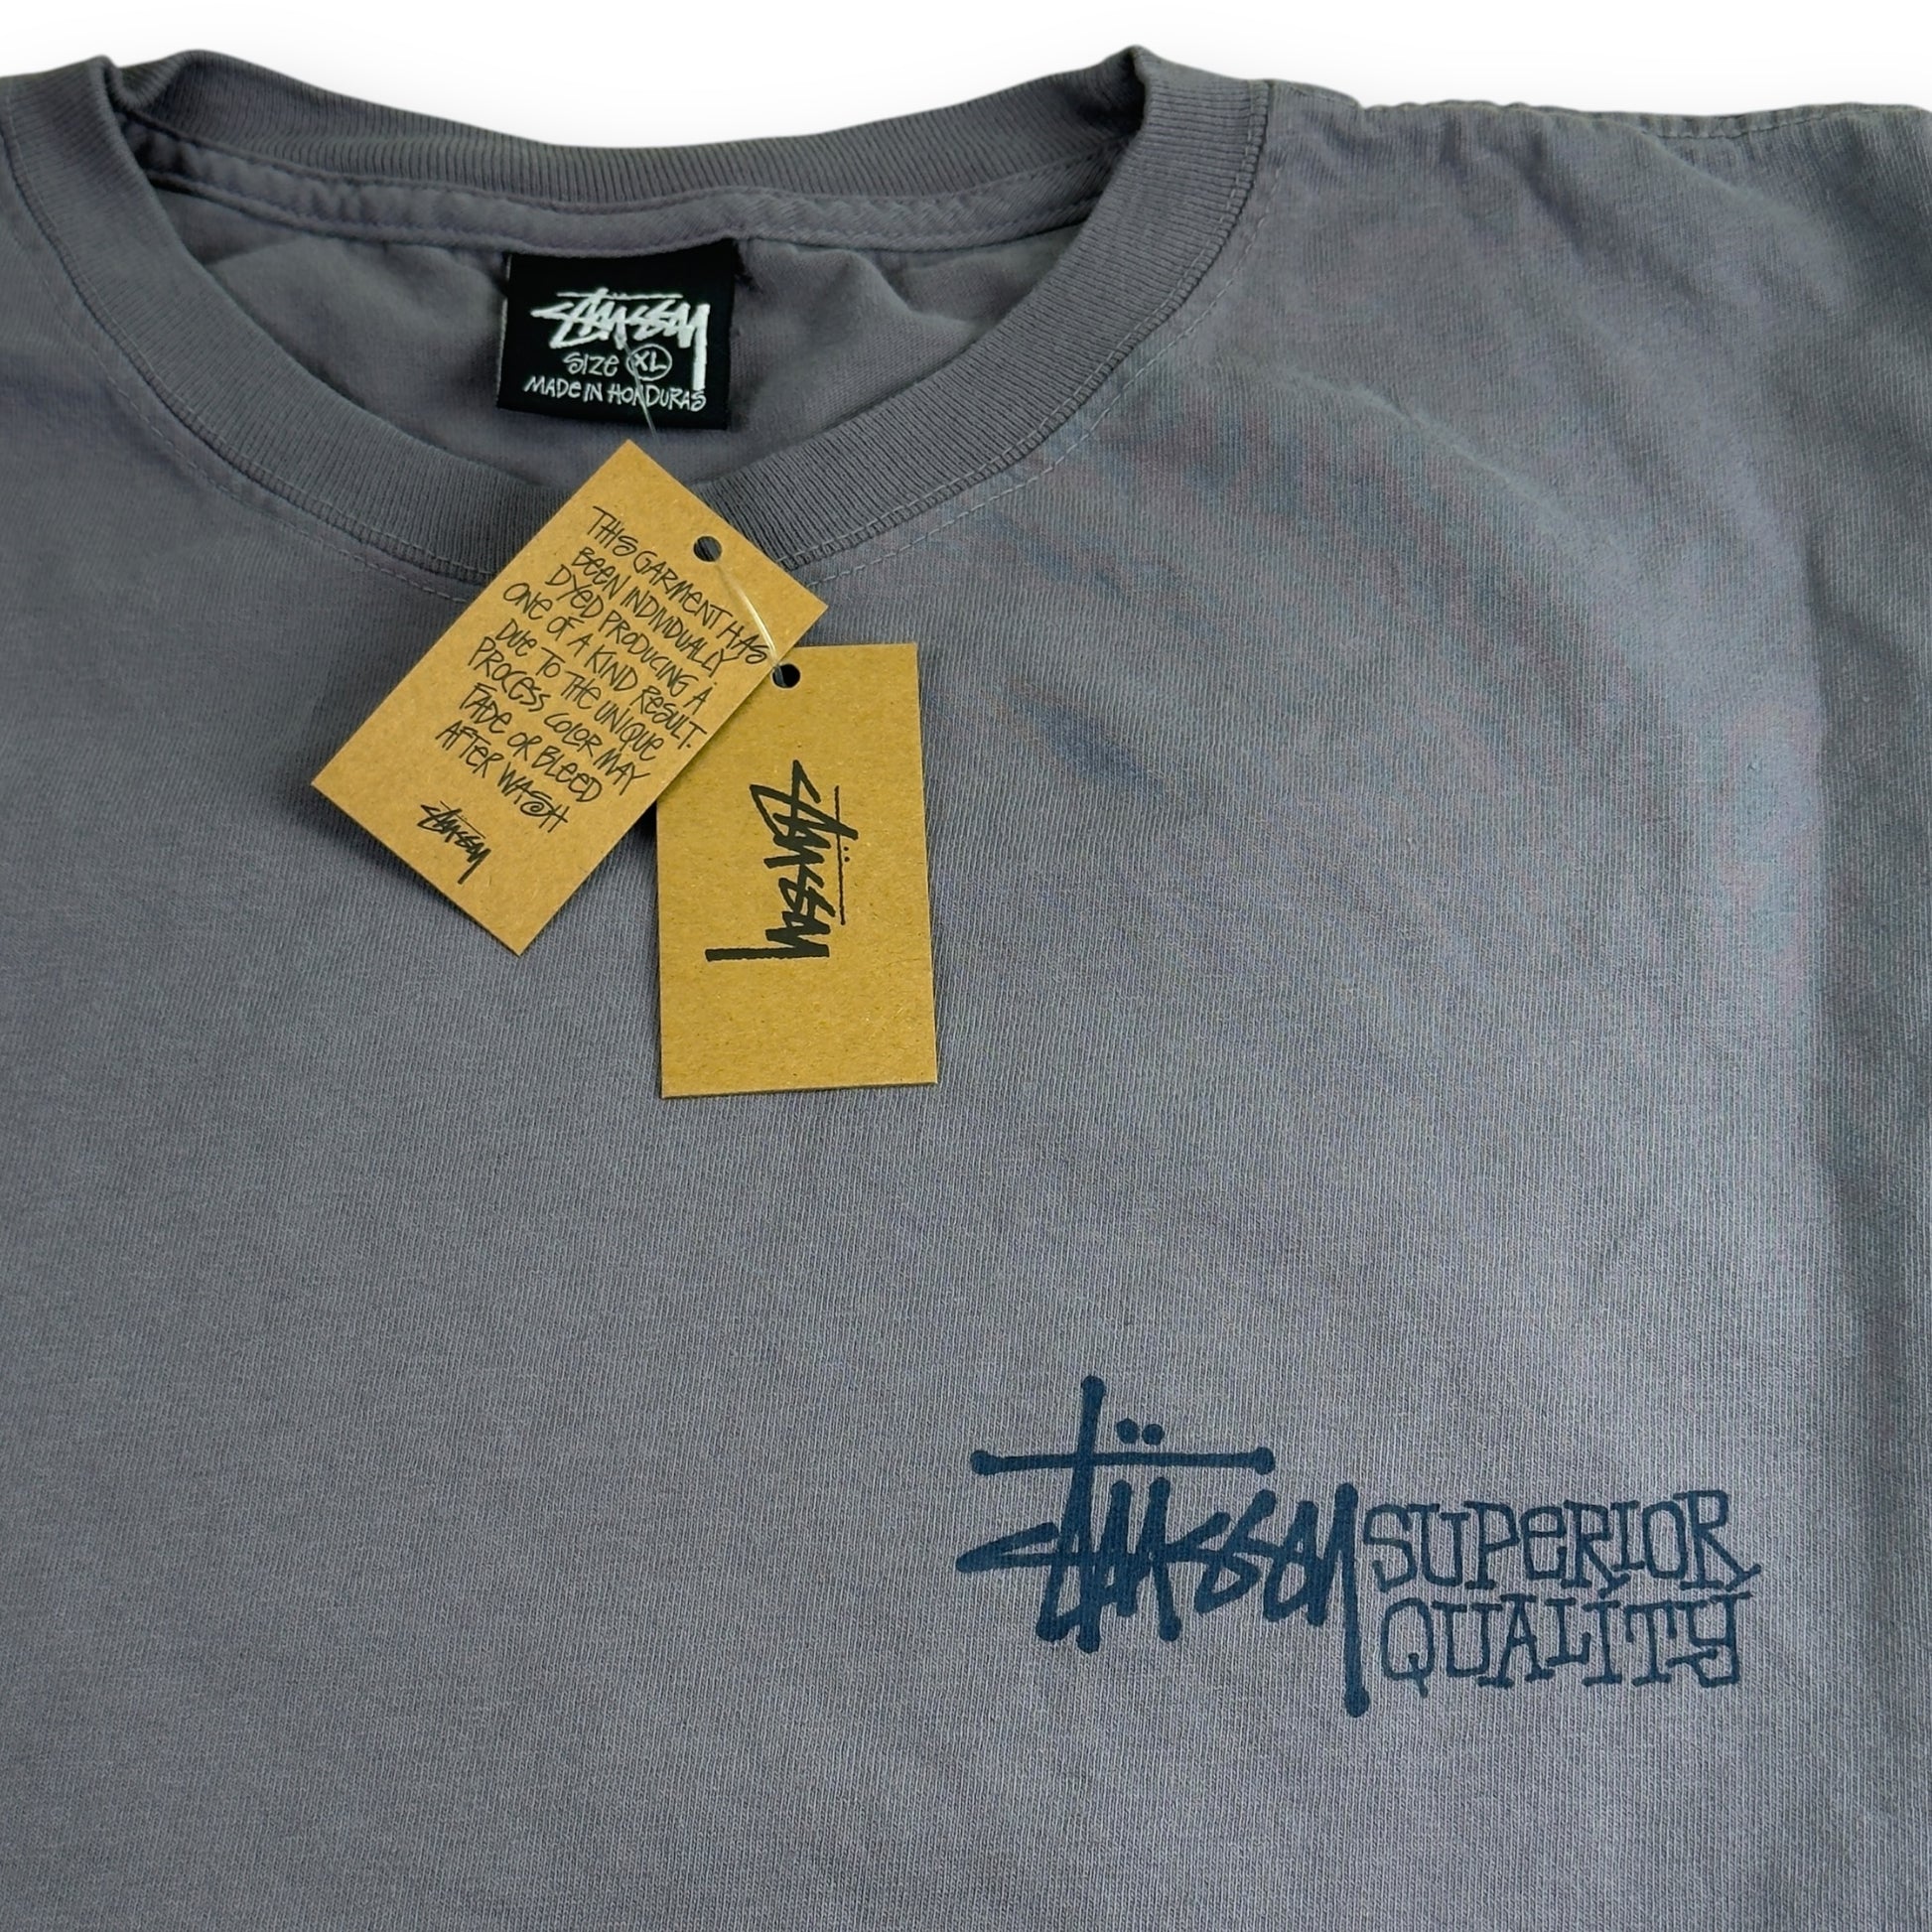 Stüssy
SIZE XL
MADE IN HONDURAS
THIS GARMENT HAS
BEEN INDIVIDUALLY
DYED PRODUCING A
ONE OF A KIND RESULT.
DUE TO THE UNIQUE
PROCESS COLOR MAY
FADE OR BLEED
AFTER WASH
Stüssy
Stüssy
Stüssy SUPERIOR
QUALITY